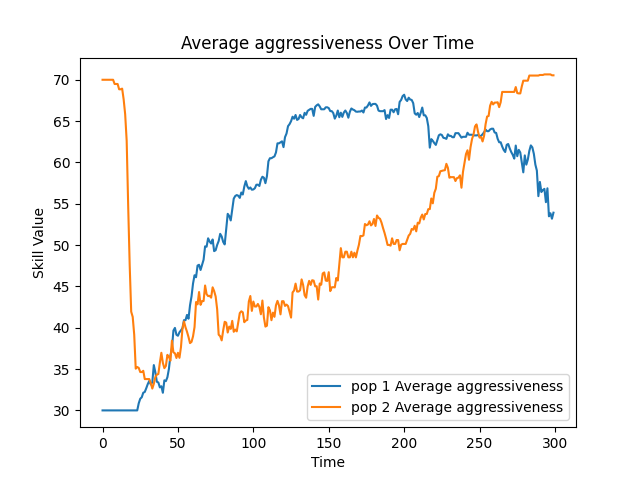 Average aggressiveness Over Time
Skill Value
70
65
60
55
50
45
40
35
30
pop 1 Average aggressiveness
pop 2 Average aggressiveness
0 50 100 150 200 250 300
Time